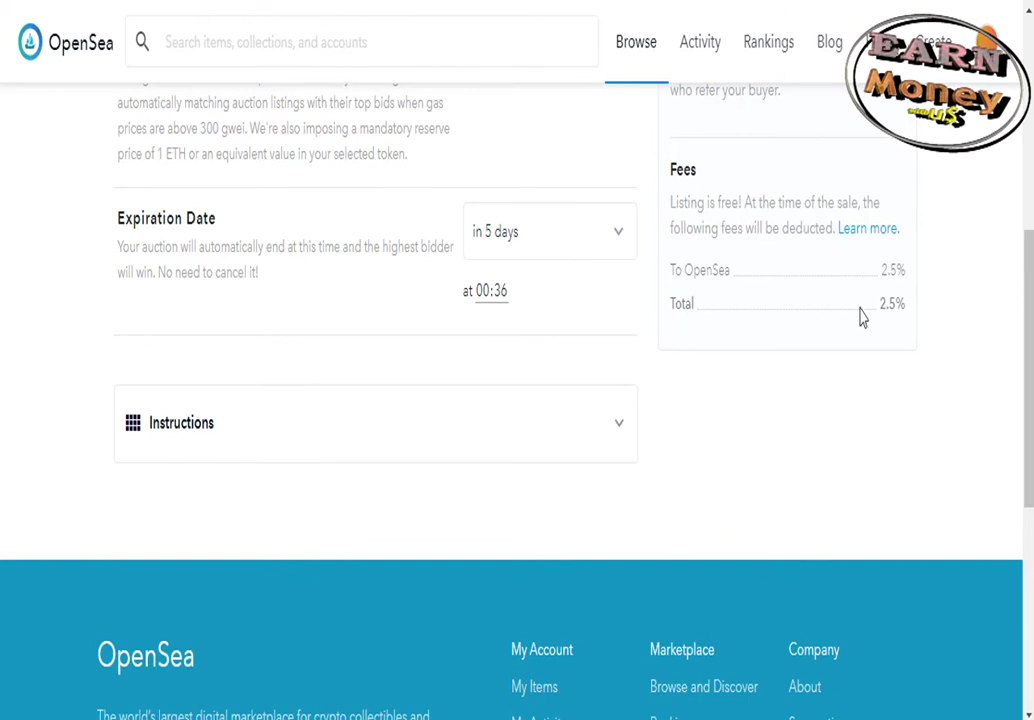 OpenSea
Search items, collections, and accounts
Browse
Activity
Rankings
Blog
Create
EARN
Money
with
U$
automatically matching auction listings with their top bids when gas
prices are above 300 gwei. We're also imposing a mandatory reserve
price of 1 ETH or an equivalent value in your selected token.
Expiration Date
Your auction will automatically end at this time and the highest bidder
will win. No need to cancel it!
in 5 days
at 00:36
Instructions
who refer your buyer.
Fees
Listing is free! At the time of the sale, the
following fees will be deducted. Learn more.
To OpenSea 2.5%
Total 2.5%
OpenSea
The world's largest digital marketplace for crypto collectibles and
My Account
My Items
Marketplace
Browse and Discover
Company
About